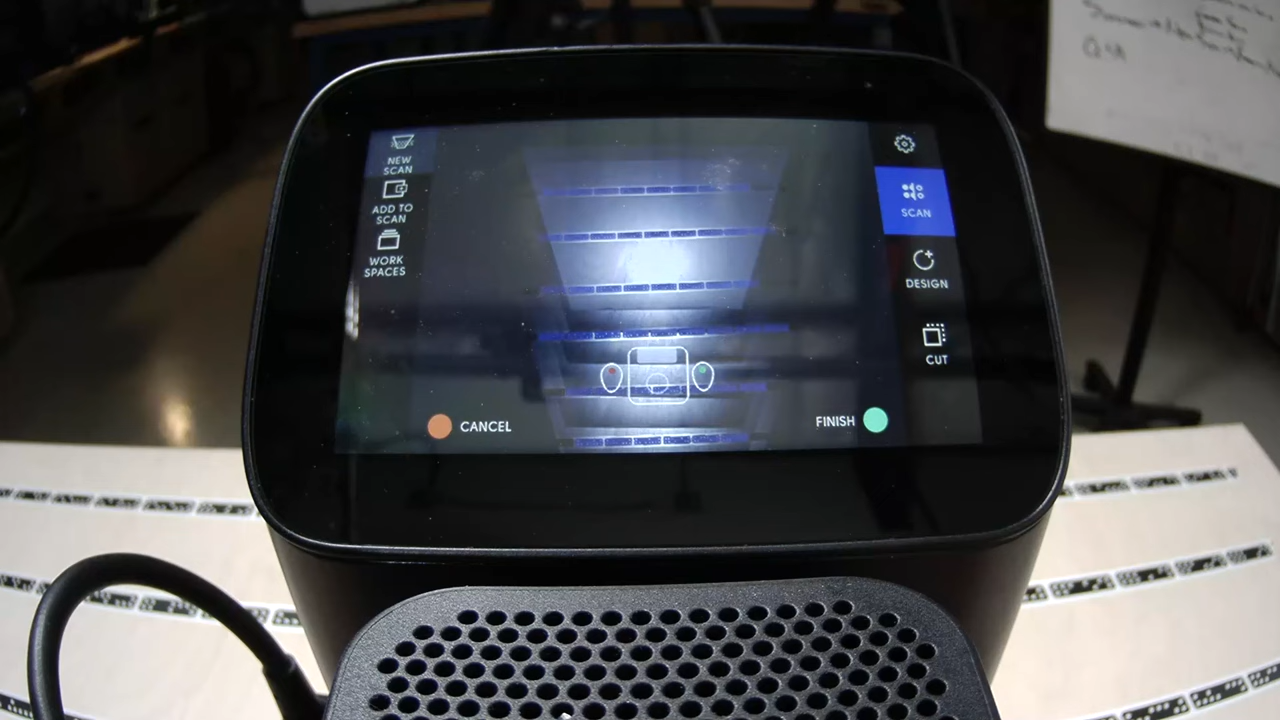 NEW
SCAN
ADD TO
SCAN
WORK
SPACES
SCAN
DESIGN
CUT
CANCEL
FINISH
Q&A